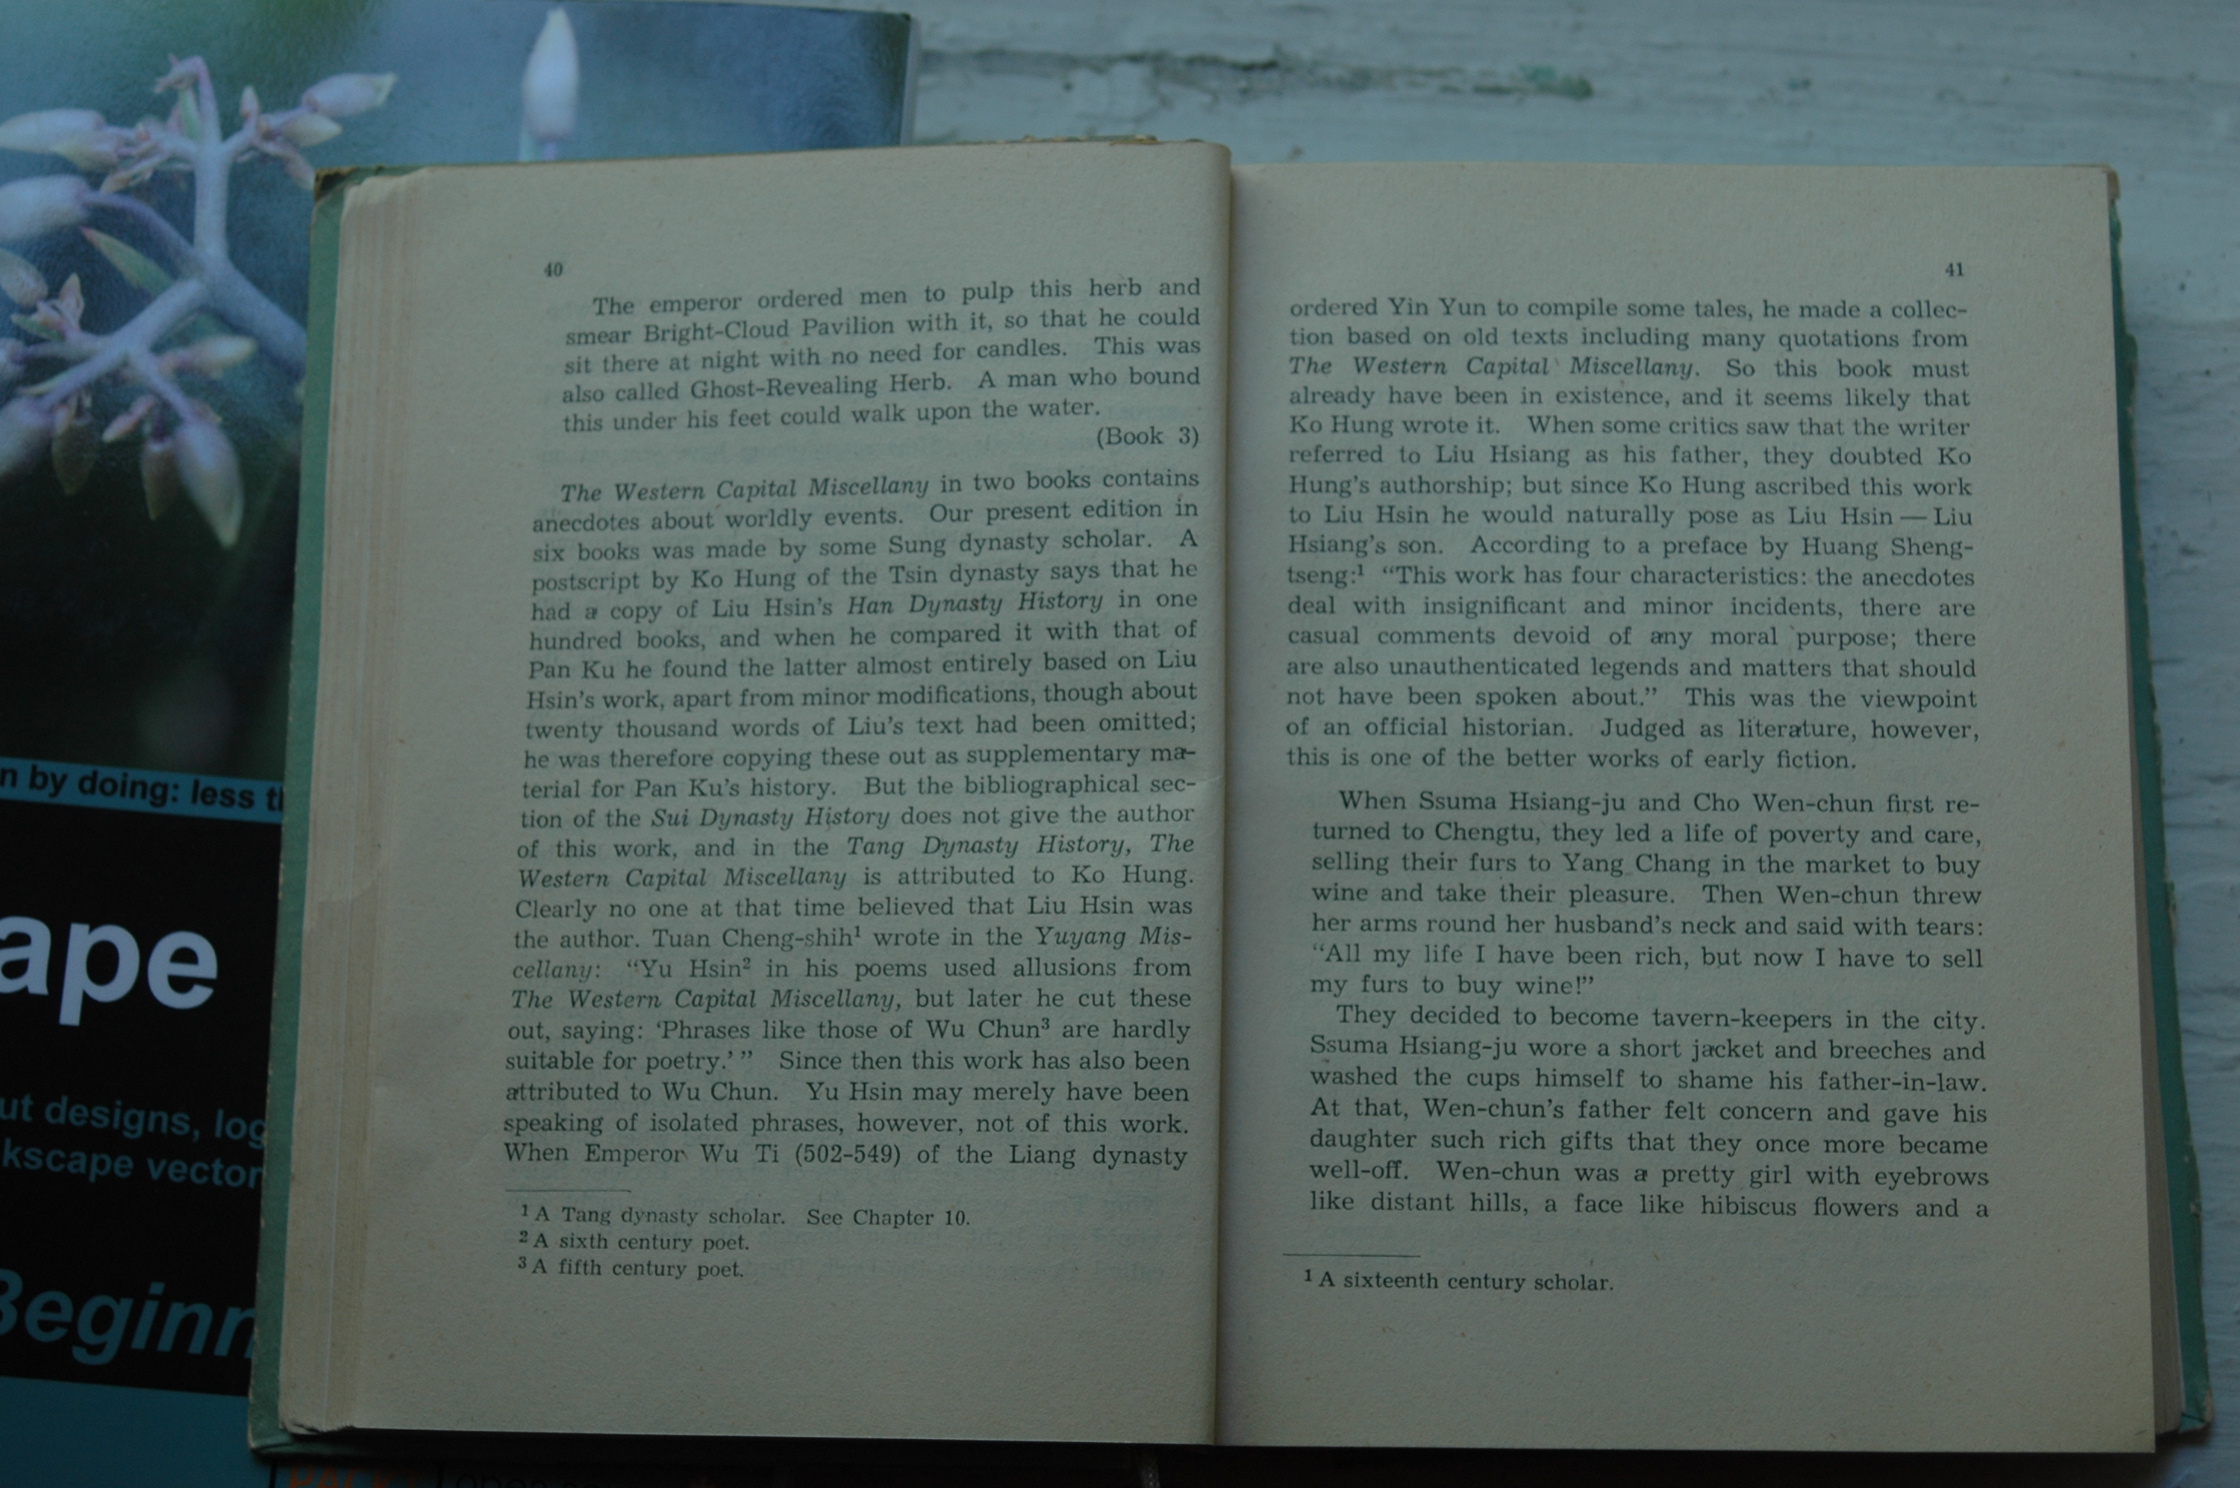 n by doing: less t
ape
ut designs, log
kscape vector
Beginn
PACKT
open so
40
The emperor ordered men to pulp this herb and
smear Bright-Cloud Pavilion with it, so that he could
sit there at night with no need for candles. This was
also called Ghost-Revealing Herb. A man who bound
this under his feet could walk upon the water.
(Book 3)
The Western Capital Miscellany in two books contains
anecdotes about worldly events. Our present edition in
six books was made by some Sung dynasty scholar. A
postscript by Ko Hung of the Tsin dynasty says that he
had a copy of Liu Hsin's Han Dynasty History in one
hundred books, and when he compared it with that of
Pan Ku he found the latter almost entirely based on Liu
Hsin's work, apart from minor modifications, though about
twenty thousand words of Liu's text had been omitted;
he was therefore copying these out as supplementary ma-
terial for Pan Ku's history. But the bibliographical sec-
tion of the Sui Dynasty History does not give the author
of this work, and in the Tang Dynasty History, The
Western Capital Miscellany is attributed to Ko Hung.
Clearly no one at that time believed that Liu Hsin was
the author. Tuan Cheng-shih¹ wrote in the Yuyang Mis-
cellany: “Yu Hsin² in his poems used allusions from
The Western Capital Miscellany, but later he cut these
out, saying: ‘Phrases like those of Wu Chun³ are hardly
suitable for poetry.’ ” Since then this work has also been
attributed to Wu Chun. Yu Hsin may merely have been
speaking of isolated phrases, however, not of this work.
When Emperor Wu Ti (502-549) of the Liang dynasty
¹ A Tang dynasty scholar. See Chapter 10.
² A sixth century poet.
³ A fifth century poet.
41
ordered Yin Yun to compile some tales, he made a collec-
tion based on old texts including many quotations from
The Western Capital Miscellany. So this book must
already have been in existence, and it seems likely that
Ko Hung wrote it. When some critics saw that the writer
referred to Liu Hsiang as his father, they doubted Ko
Hung's authorship; but since Ko Hung ascribed this work
to Liu Hsin he would naturally pose as Liu Hsin — Liu
Hsiang's son. According to a preface by Huang Sheng-
tseng:¹ “This work has four characteristics: the anecdotes
deal with insignificant and minor incidents, there are
casual comments devoid of any moral purpose; there
are also unauthenticated legends and matters that should
not have been spoken about.” This was the viewpoint
of an official historian. Judged as literature, however,
this is one of the better works of early fiction.
When Ssuma Hsiang-ju and Cho Wen-chun first re-
turned to Chengtu, they led a life of poverty and care,
selling their furs to Yang Chang in the market to buy
wine and take their pleasure. Then Wen-chun threw
her arms round her husband's neck and said with tears:
“All my life I have been rich, but now I have to sell
my furs to buy wine!”
They decided to become tavern-keepers in the city.
Ssuma Hsiang-ju wore a short jacket and breeches and
washed the cups himself to shame his father-in-law.
At that, Wen-chun's father felt concern and gave his
daughter such rich gifts that they once more became
well-off. Wen-chun was a pretty girl with eyebrows
like distant hills, a face like hibiscus flowers and a
¹ A sixteenth century scholar.